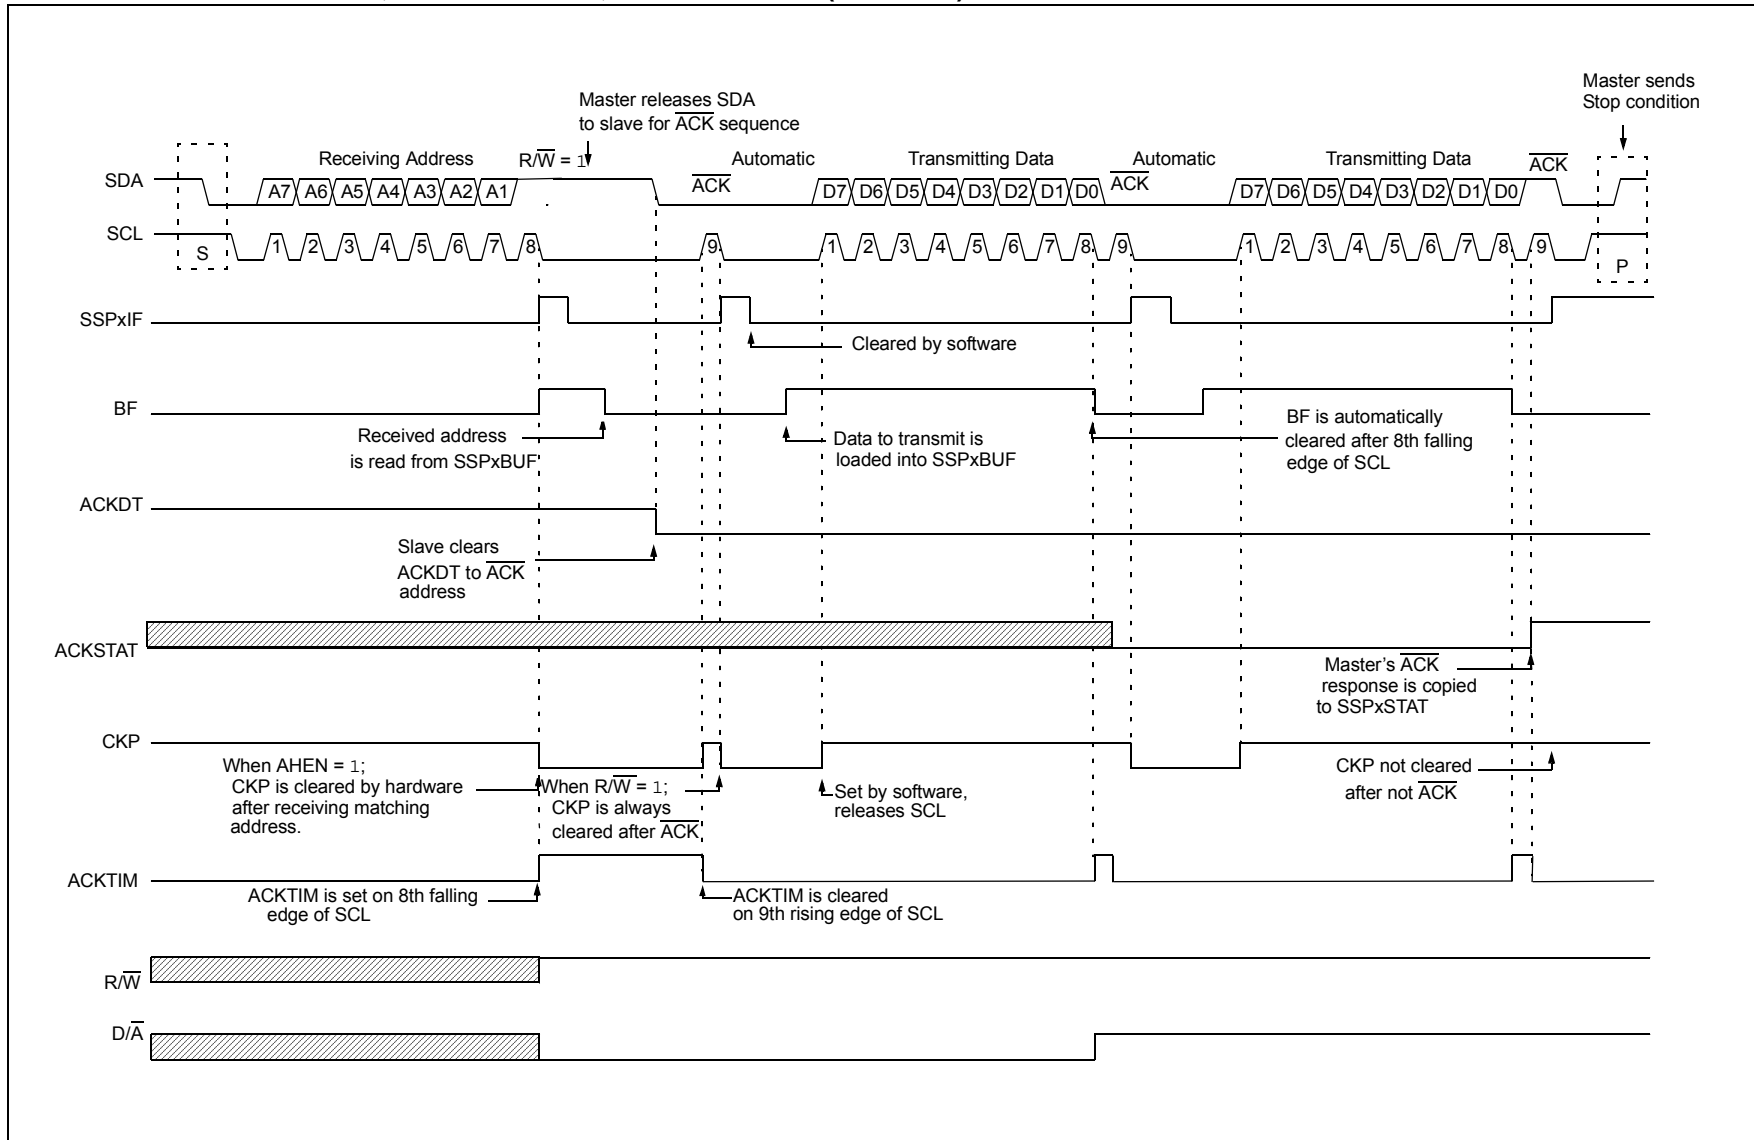 Master sends
Stop condition
Master releases SDA
to slave for ACK sequence
Receiving Address
R/W = 1
Automatic
Transmitting Data
Automatic
Transmitting Data
ACK
ACK
ACK
SDA
A7 A6 A5 A4 A3 A2 A1
D7 D6 D5 D4 D3 D2 D1 D0
D7 D6 D5 D4 D3 D2 D1 D0
SCL
S
1 2 3 4 5 6 7 8 9
1 2 3 4 5 6 7 8 9
1 2 3 4 5 6 7 8 9
P
SSPxIF
Cleared by software
BF
Received address
is read from SSPxBUF
Data to transmit is
loaded into SSPxBUF
BF is automatically
cleared after 8th falling
edge of SCL
ACKDT
Slave clears
ACKDT to ACK
address
ACKSTAT
Master's ACK
response is copied
to SSPxSTAT
CKP
When AHEN = 1;
CKP is cleared by hardware
after receiving matching
address.
When R/W = 1;
CKP is always
cleared after ACK
Set by software,
releases SCL
CKP not cleared
after not ACK
ACKTIM
ACKTIM is set on 8th falling
edge of SCL
ACKTIM is cleared
on 9th rising edge of SCL
R/W
D/A